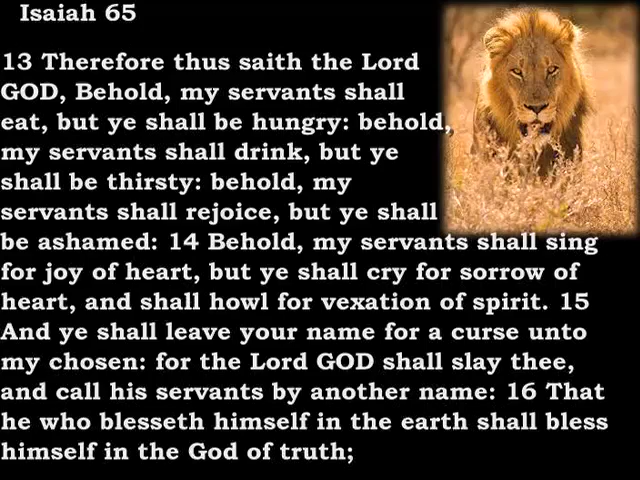 Isaiah 65
13 Therefore thus saith the Lord
GOD, Behold, my servants shall
eat, but ye shall be hungry: behold,
my servants shall drink, but ye
shall be thirsty: behold, my
servants shall rejoice, but ye shall
be ashamed: 14 Behold, my servants shall sing
for joy of heart, but ye shall cry for sorrow of
heart, and shall howl for vexation of spirit. 15
And ye shall leave your name for a curse unto
my chosen: for the Lord GOD shall slay thee,
and call his servants by another name: 16 That
he who blesseth himself in the earth shall bless
himself in the God of truth;